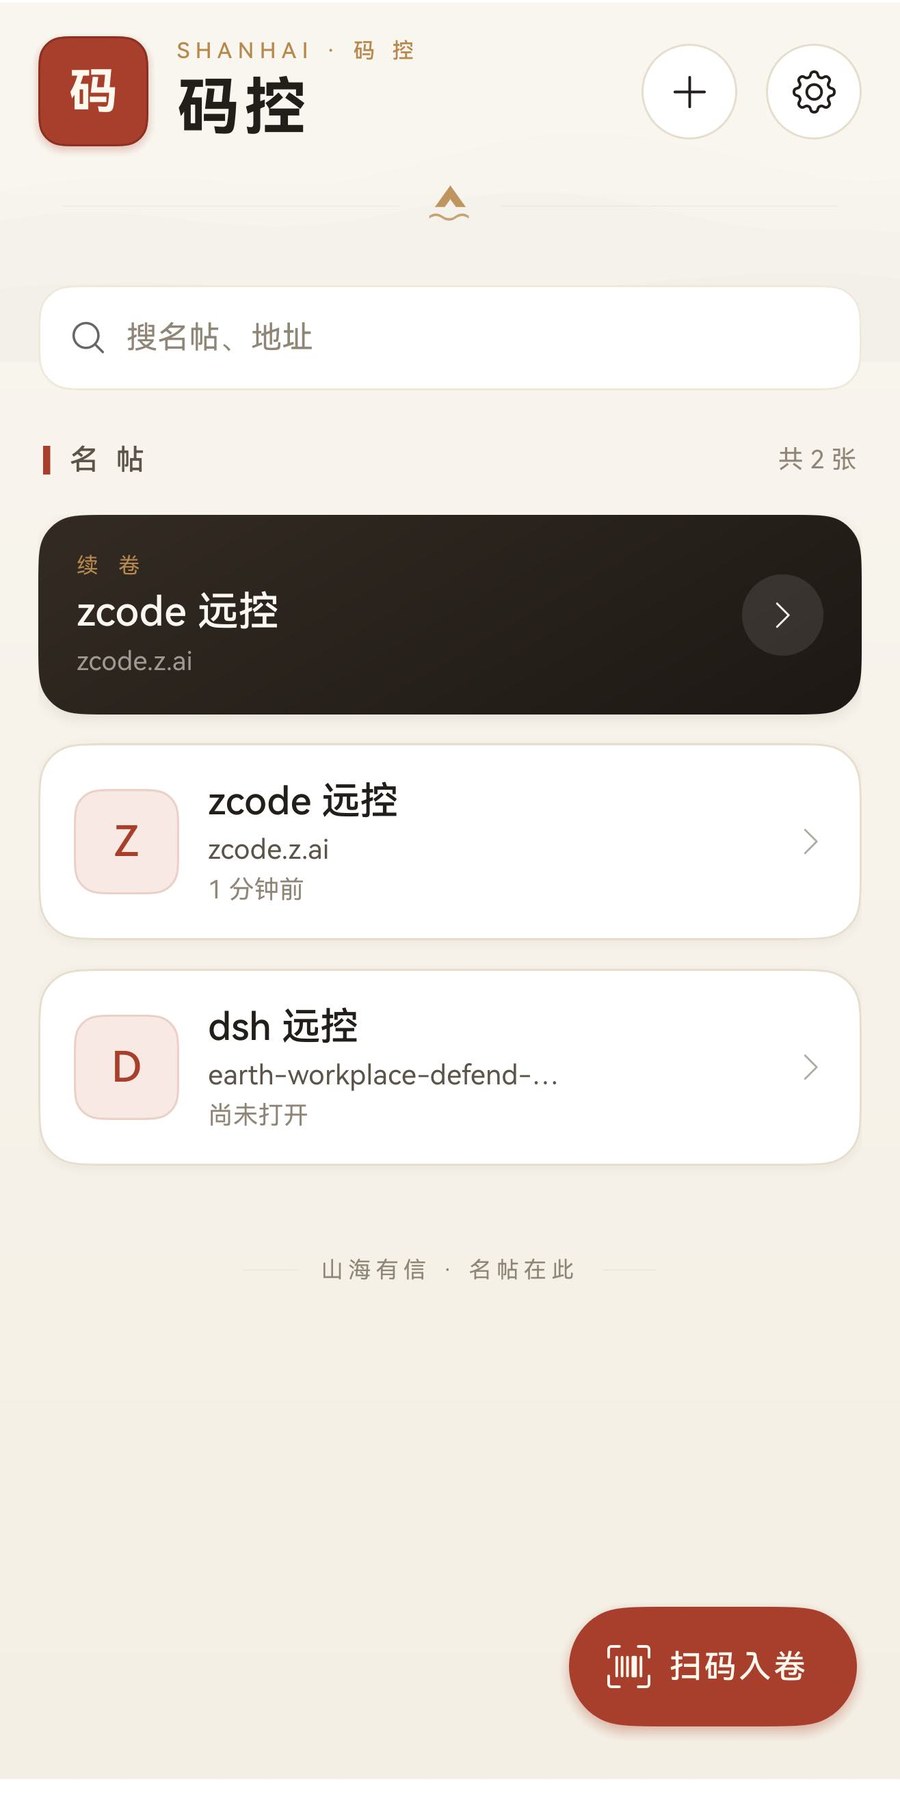 码
SHANHAI · 码 控
码控
搜名帖、地址
名 帖
共 2 张
续 卷
zcode 远控
zcode.z.ai
Z
zcode 远控
zcode.z.ai
1 分钟前
D
dsh 远控
earth-workplace-defend-...
尚未打开
山海有信 · 名帖在此
扫码入卷